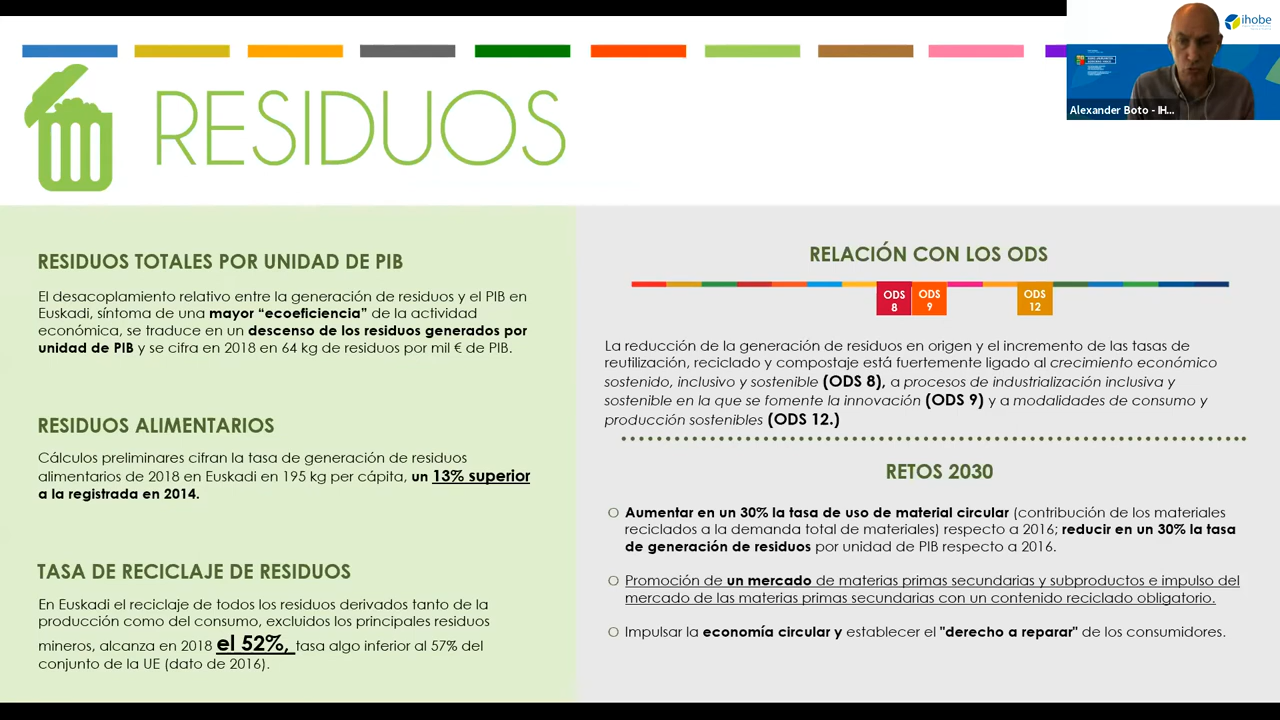 RESIDUOS
ihobe
Alexander Boto - IH...
RESIDUOS TOTALES POR UNIDAD DE PIB
El desacoplamiento relativo entre la generación de residuos y el PIB en
Euskadi, síntoma de una mayor “ecoeficiencia” de la actividad
económica, se traduce en un descenso de los residuos generados por
unidad de PIB y se cifra en 2018 en 64 kg de residuos por mil € de PIB.
RESIDUOS ALIMENTARIOS
Cálculos preliminares cifran la tasa de generación de residuos
alimentarios de 2018 en Euskadi en 195 kg per cápita, un 13% superior
a la registrada en 2014.
TASA DE RECICLAJE DE RESIDUOS
En Euskadi el reciclaje de todos los residuos derivados tanto de la
producción como del consumo, excluidos los principales residuos
mineros, alcanza en 2018 el 52%, tasa algo inferior al 57% del
conjunto de la UE (dato de 2016).
RELACIÓN CON LOS ODS
ODS 8
ODS 9
ODS 12
La reducción de la generación de residuos en origen y el incremento de las tasas de
reutilización, reciclado y compostaje está fuertemente ligado al crecimiento económico
sostenido, inclusivo y sostenible (ODS 8), a procesos de industrialización inclusiva y
sostenible en la que se fomente la innovación (ODS 9) y a modalidades de consumo y
producción sostenibles (ODS 12.)
RETOS 2030
Aumentar en un 30% la tasa de uso de material circular (contribución de los materiales
reciclados a la demanda total de materiales) respecto a 2016; reducir en un 30% la tasa
de generación de residuos por unidad de PIB respecto a 2016.
Promoción de un mercado de materias primas secundarias y subproductos e impulso del
mercado de las materias primas secundarias con un contenido reciclado obligatorio.
Impulsar la economía circular y establecer el "derecho a reparar" de los consumidores.